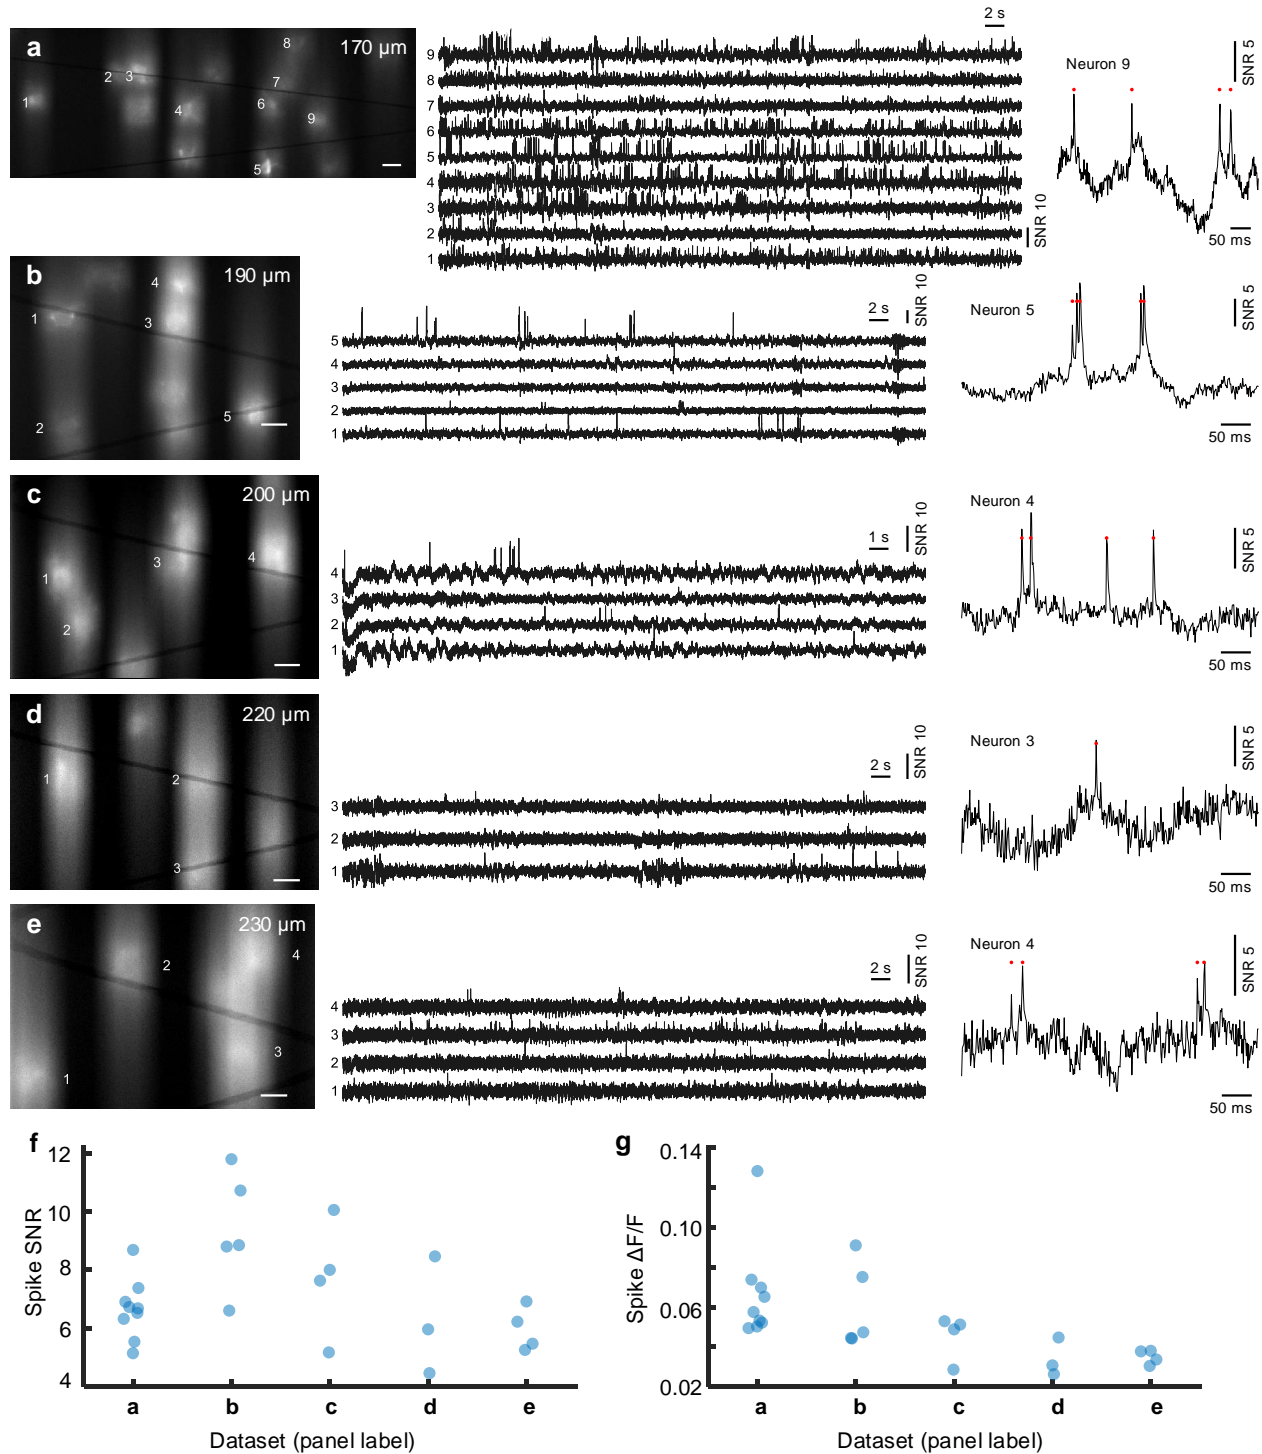 a
170 µm
8
2 3
7
1
4
6
9
5
2 s
9
8
7
6
5
4
3
2
1
SNR 10
Neuron 9
SNR 5
50 ms
b
190 µm
4
1
3
5
2
2 s
SNR 10
5
4
3
2
1
Neuron 5
SNR 5
50 ms
c
200 µm
3
4
1
2
1 s
SNR 10
4
3
2
1
Neuron 4
SNR 5
50 ms
d
220 µm
1
2
3
2 s
SNR 10
3
2
1
Neuron 3
SNR 5
50 ms
e
230 µm
4
2
3
1
2 s
SNR 10
4
3
2
1
Neuron 4
SNR 5
50 ms
f
Spike SNR
12
10
8
6
4
a b c d e
Dataset (panel label)
g
Spike ΔF/F
0.14
0.10
0.06
0.02
a b c d e
Dataset (panel label)